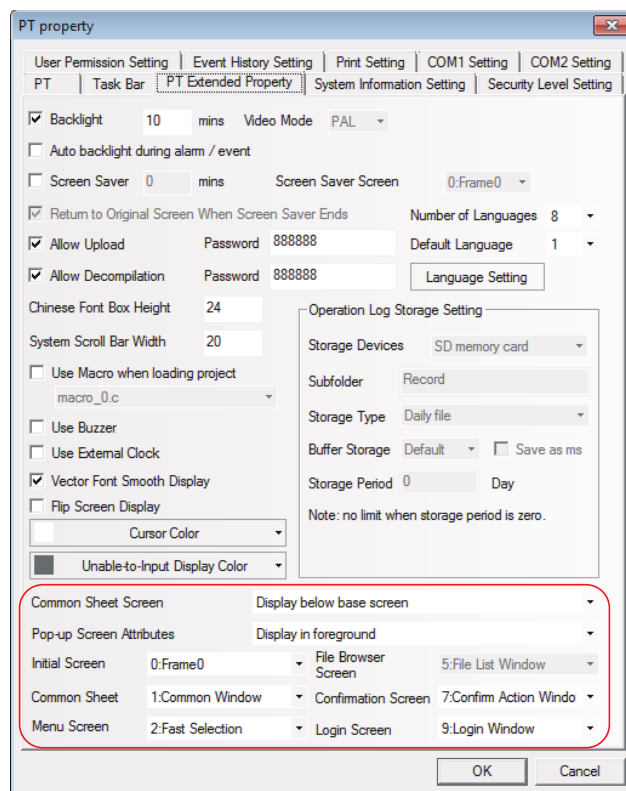 PT property
User Permission Setting Event History Setting Print Setting COM1 Setting COM2 Setting
PT Task Bar PT Extended Property System Information Setting Security Level Setting
Backlight 10 mins Video Mode PAL
Auto backlight during alarm / event
Screen Saver 0 mins Screen Saver Screen 0:Frame0
Return to Original Screen When Screen Saver Ends Number of Languages 8
Allow Upload Password 888888 Default Language 1
Allow Decompilation Password 888888 Language Setting
Chinese Font Box Height 24 Operation Log Storage Setting
System Scroll Bar Width 20 Storage Devices SD memory card
Use Macro when loading project Subfolder Record
macro_0.c Storage Type Daily file
Use Buzzer
Use External Clock Buffer Storage Default Save as ms
Vector Font Smooth Display Storage Period 0 Day
Flip Screen Display Note: no limit when storage period is zero.
Cursor Color
Unable-to-Input Display Color
Common Sheet Screen Display below base screen
Pop-up Screen Attributes Display in foreground
Initial Screen 0:Frame0 File Browser Screen 5:File List Window
Common Sheet 1:Common Window Confirmation Screen 7:Confirm Action Windo
Menu Screen 2:Fast Selection Login Screen 9:Login Window
OK Cancel